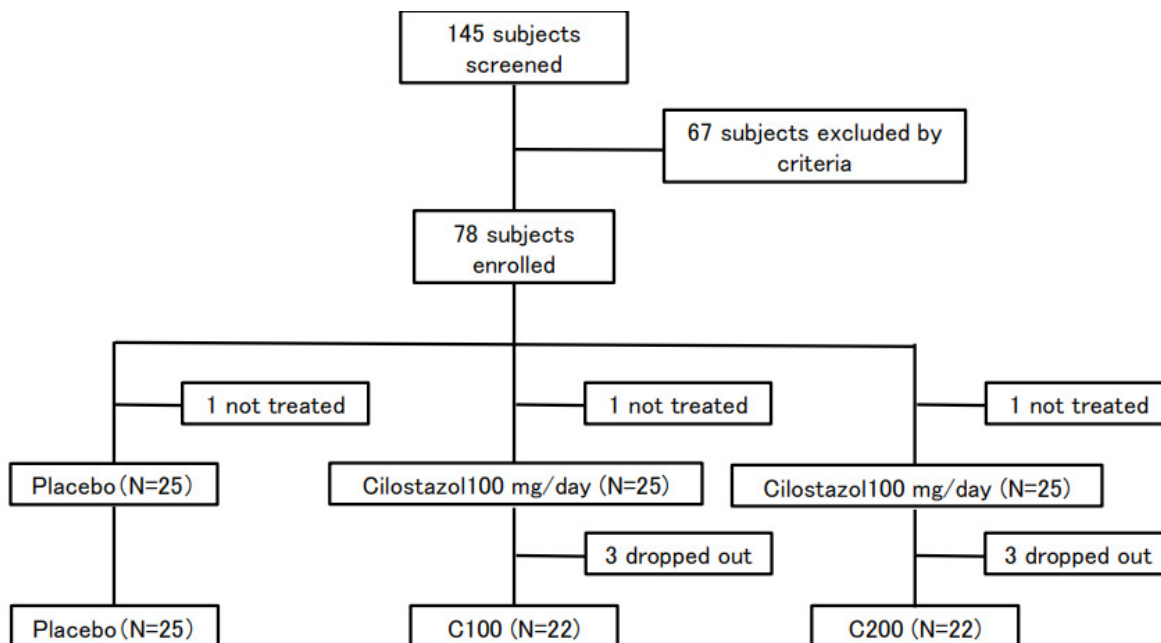 145 subjects
screened
67 subjects excluded by
criteria
78 subjects
enrolled
1 not treated
1 not treated
1 not treated
Placebo(N=25)
Cilostazol100 mg/day (N=25)
Cilostazol100 mg/day (N=25)
3 dropped out
3 dropped out
Placebo(N=25)
C100 (N=22)
C200 (N=22)